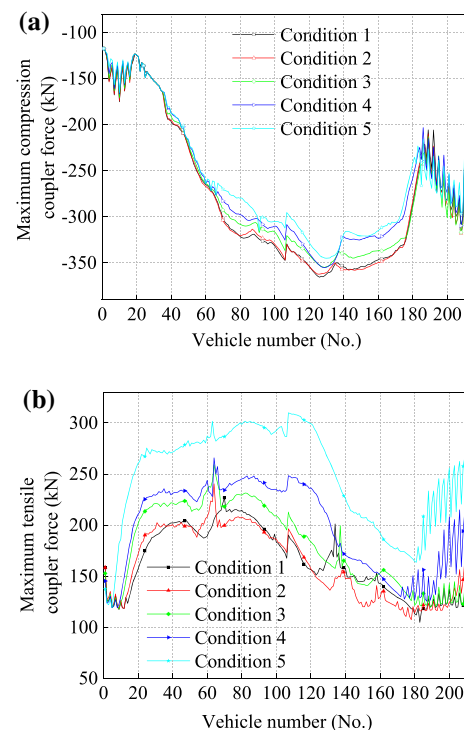 (a)
-100
-150
-200
-250
-300
-350
Maximum compression
coupler force (kN)
Condition 1
Condition 2
Condition 3
Condition 4
Condition 5
0 20 40 60 80 100 120 140 160 180 200
Vehicle number (No.)
(b)
300
250
200
150
100
50
Maximum tensile
coupler force (kN)
Condition 1
Condition 2
Condition 3
Condition 4
Condition 5
0 20 40 60 80 100 120 140 160 180 200
Vehicle number (No.)